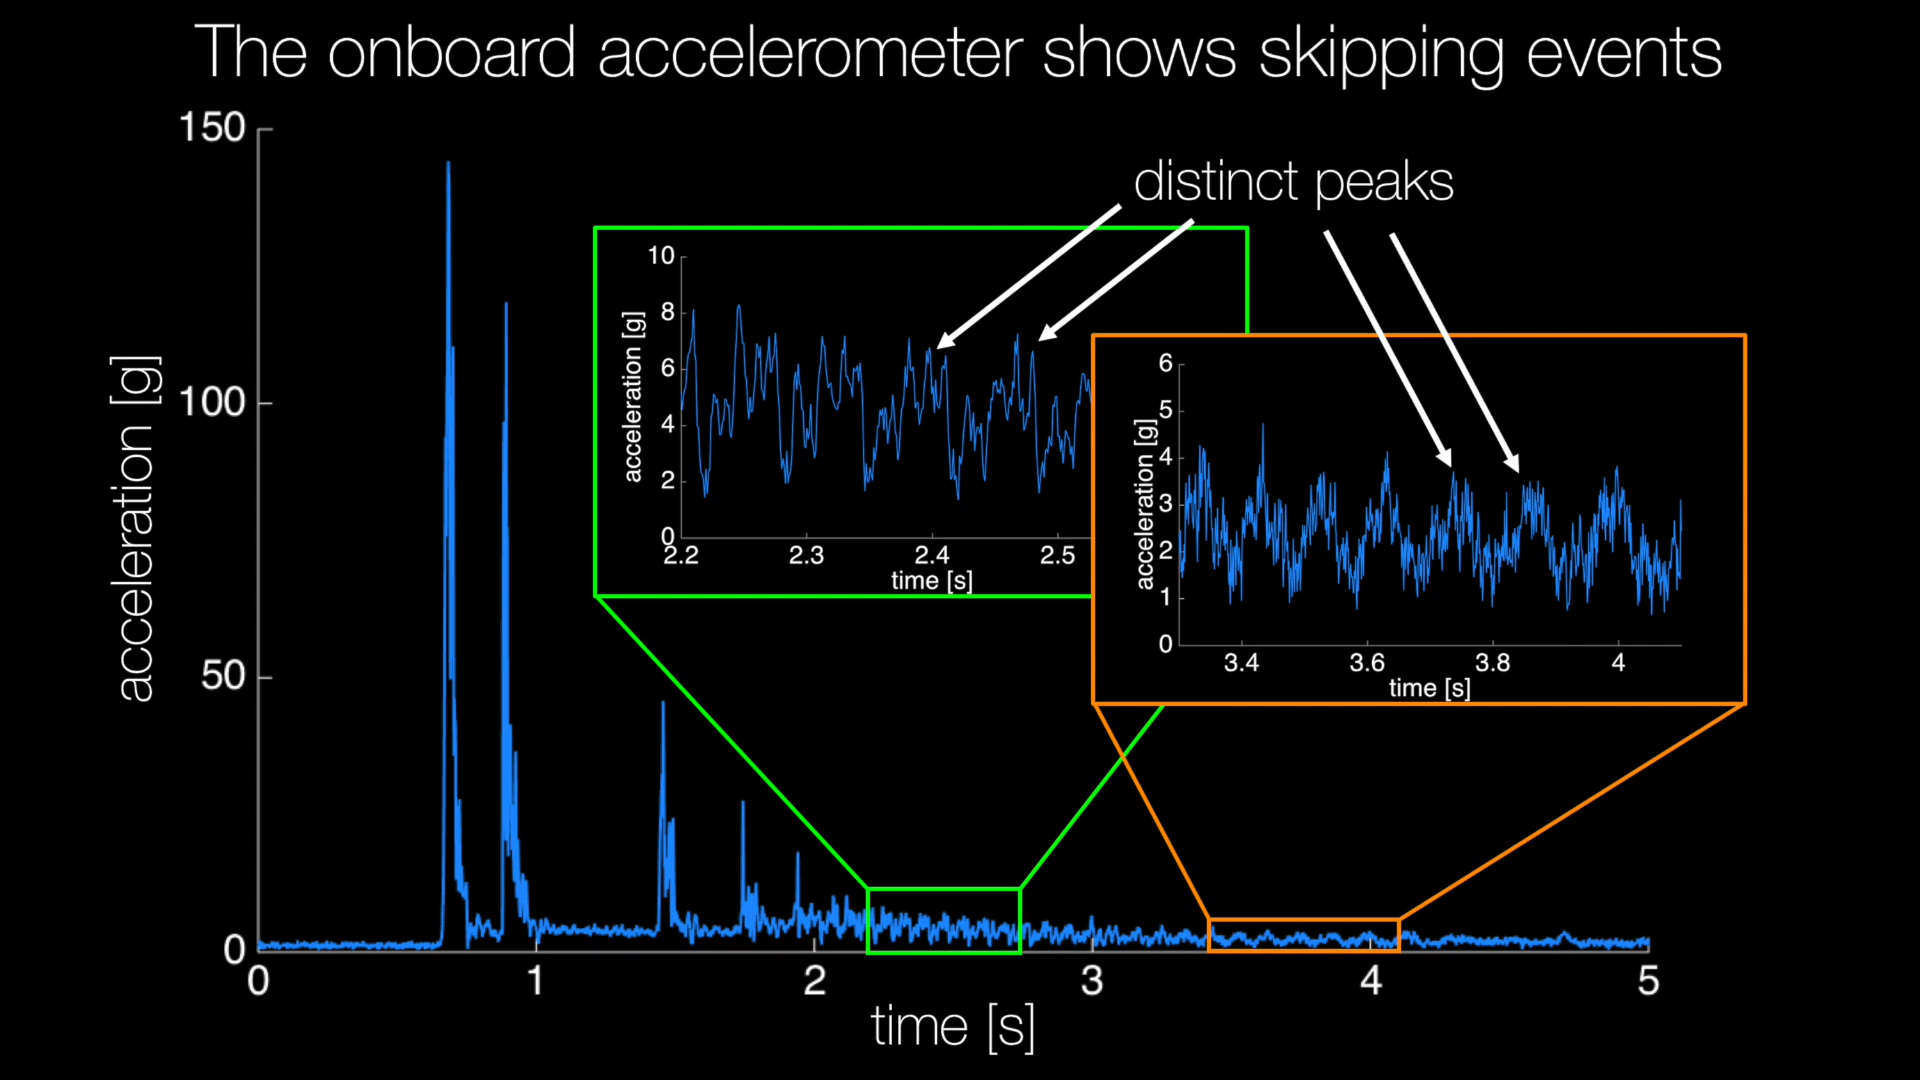 The onboard accelerometer shows skipping events
150
100
50
0
acceleration [g]
0 1 2 3 4 5
time [s]
distinct peaks
10
8
6
4
2
0
acceleration [g]
2.2 2.3 2.4 2.5
time [s]
6
5
4
3
2
1
0
acceleration [g]
3.4 3.6 3.8 4
time [s]